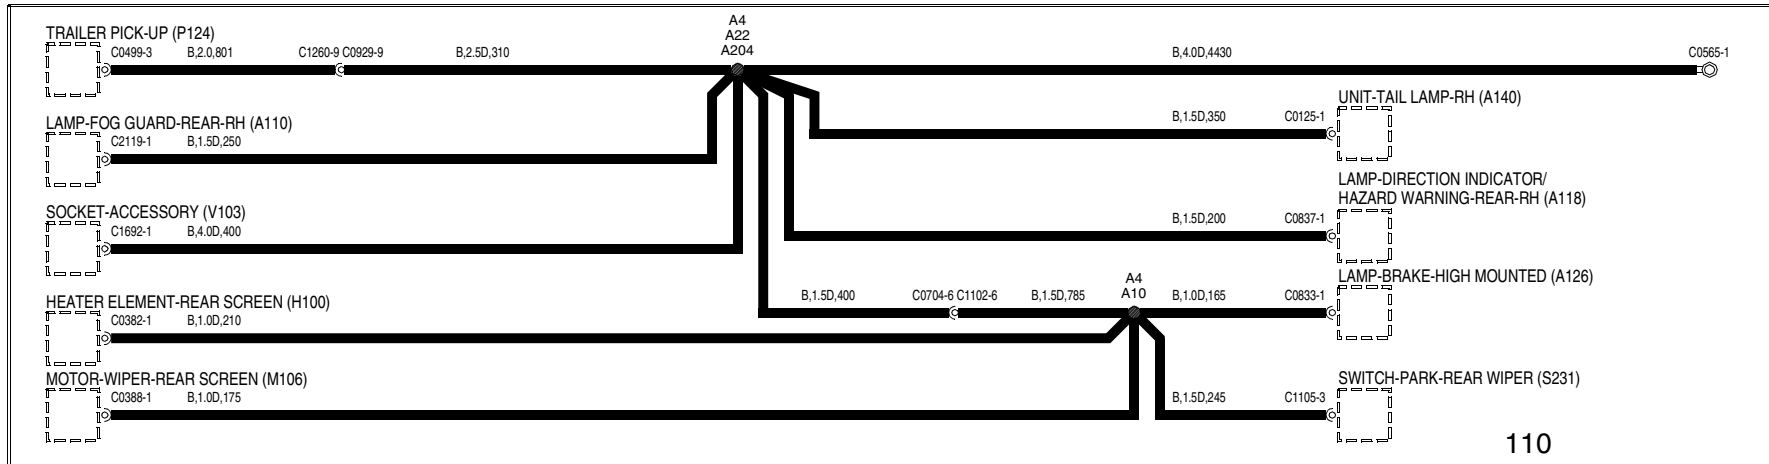 A4
A22
A204
TRAILER PICK-UP (P124)
C0499-3 B,2.0,801 C1260-9 C0929-9 B,2.5D,310 B,4.0D,4430 C0565-1
UNIT-TAIL LAMP-RH (A140)
B,1.5D,350 C0125-1
LAMP-FOG GUARD-REAR-RH (A110)
C2119-1 B,1.5D,250
LAMP-DIRECTION INDICATOR/
HAZARD WARNING-REAR-RH (A118)
B,1.5D,200 C0837-1
SOCKET-ACCESSORY (V103)
C1692-1 B,4.0D,400
A4
A10
LAMP-BRAKE-HIGH MOUNTED (A126)
B,1.5D,400 C0704-6 C1102-6 B,1.5D,785 B,1.0D,165 C0833-1
HEATER ELEMENT-REAR SCREEN (H100)
C0382-1 B,1.0D,210
MOTOR-WIPER-REAR SCREEN (M106)
C0388-1 B,1.0D,175
SWITCH-PARK-REAR WIPER (S231)
B,1.5D,245 C1105-3
110